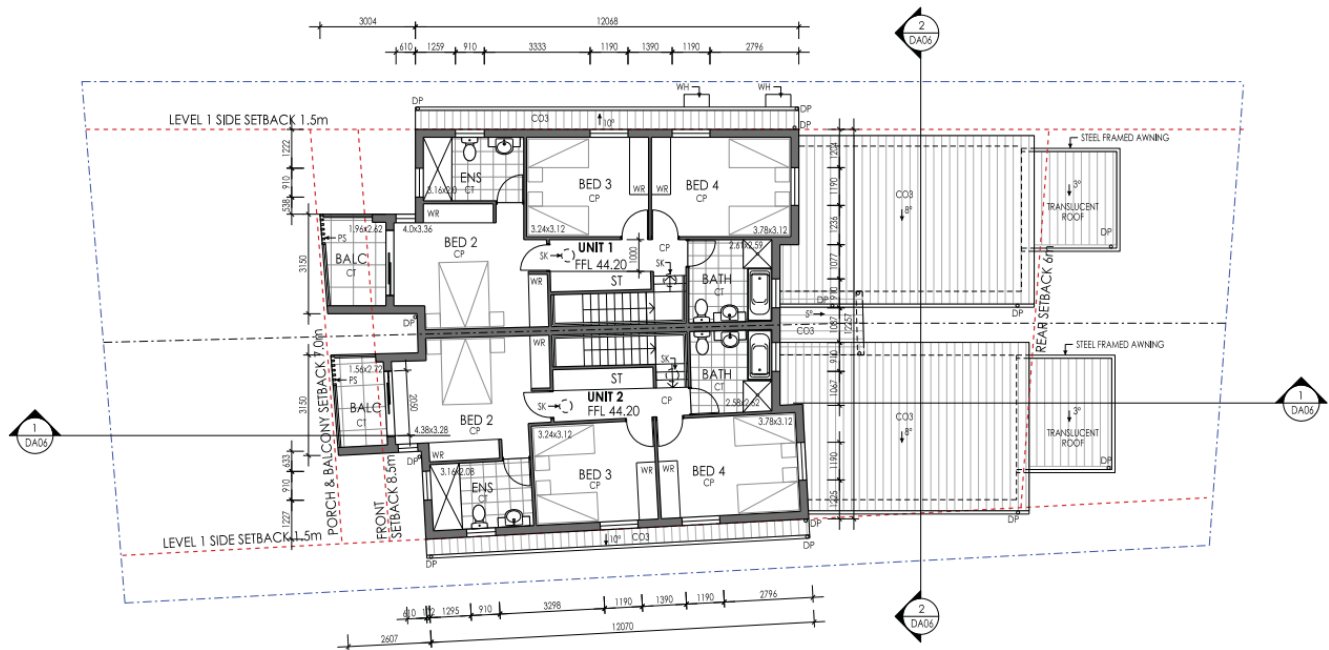 3004
12068
610
1259
910
3333
1190
1390
1190
2796
2
DA06
WH
WH
DP
DP
LEVEL 1 SIDE SETBACK 1.5m
CO3
10°
DP
STEEL FRAMED AWNING
1222
910
538
3150
1204
1190
1236
1077
910
1087
12257
910
1067
1190
1225
ENS
CT
3.16x2.0
BED 3
CP
WR
WR
BED 4
CP
3.24x3.12
3.78x3.12
CO3
8°
3°
TRANSLUCENT
ROOF
DP
WR
1.96x2.62
4.0x3.36
PS
BALC
CT
BED 2
CP
UNIT 1
FFL 44.20
SK
1000
CP
SK
2.61x2.59
BATH
CT
WR
ST
DP
DP
DP
5°
CO3
REAR SETBACK 6m
STEEL FRAMED AWNING
PORCH & BALCONY SETBACK 7.0m
3150
1.56x2.72
PS
BALC
CT
2050
BED 2
CP
4.38x3.28
WR
ST
SK
BATH
CT
2.58x2.62
UNIT 2
FFL 44.20
SK
CP
CO3
8°
3°
TRANSLUCENT
ROOF
DP
1
DA06
1
DA06
633
910
1227
DP
WR
3.16x2.08
ENS
CT
3.24x3.12
BED 3
CP
WR
WR
BED 4
CP
3.78x3.12
FRONT
SETBACK 8.5m
LEVEL 1 SIDE SETBACK 1.5m
10°
CO3
DP
DP
DP
DP
2
DA06
610
1295
910
3298
1190
1390
1190
2796
2607
12070